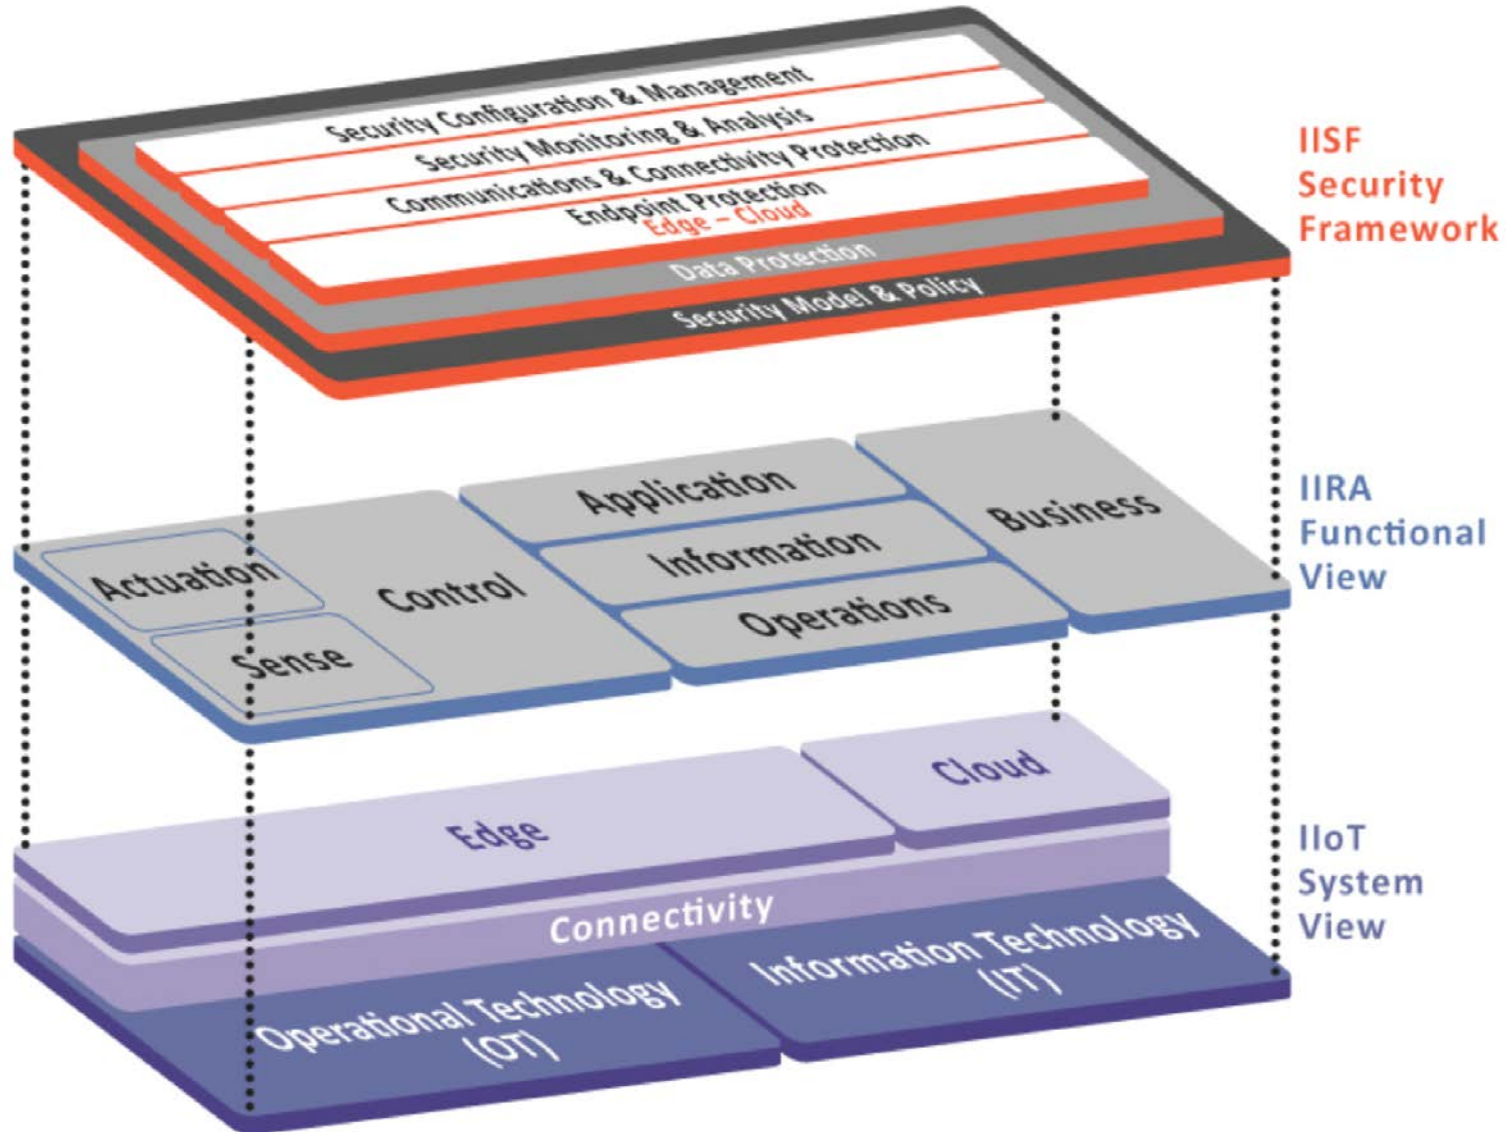 Security Configuration & Management
Security Monitoring & Analysis
Communications & Connectivity Protection
Endpoint Protection
Edge – Cloud
Data Protection
Security Model & Policy
IISF
Security
Framework
Application
Information
Operations
Business
Actuation
Control
Sense
IIRA
Functional
View
Cloud
Edge
Connectivity
Information Technology
(IT)
Operational Technology
(OT)
IIoT
System
View